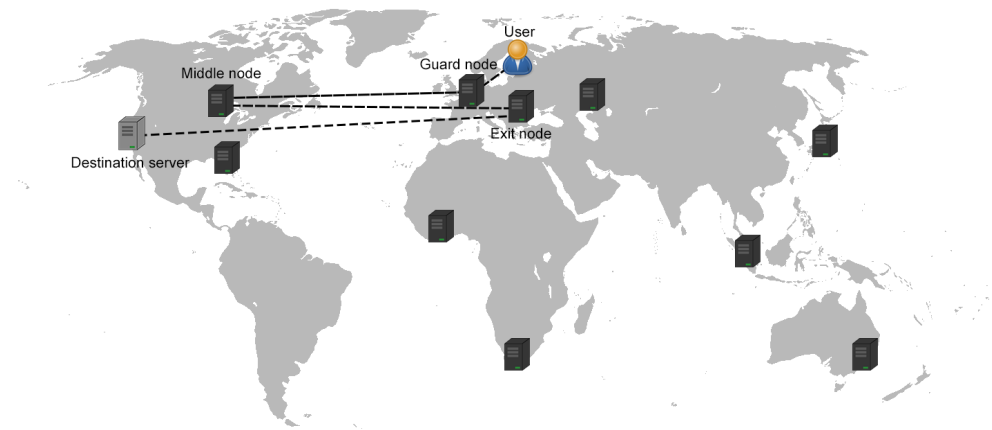 User
Guard node
Middle node
Exit node
Destination server